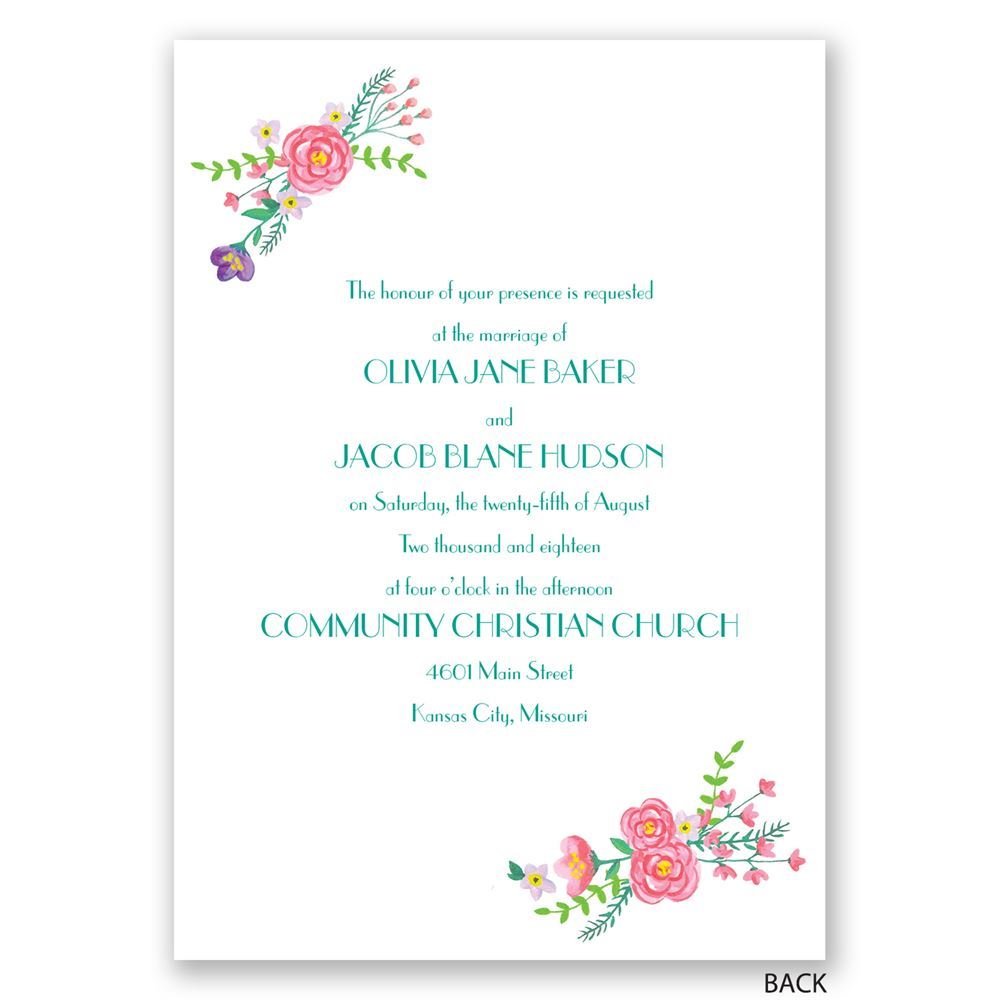 The honour of your presence is requested
at the marriage of
OLIVIA JANE BAKER
and
JACOB BLANE HUDSON
on Saturday, the twenty-fifth of August
Two thousand and eighteen
at four o'clock in the afternoon
COMMUNITY CHRISTIAN CHURCH
4601 Main Street
Kansas City, Missouri
BACK